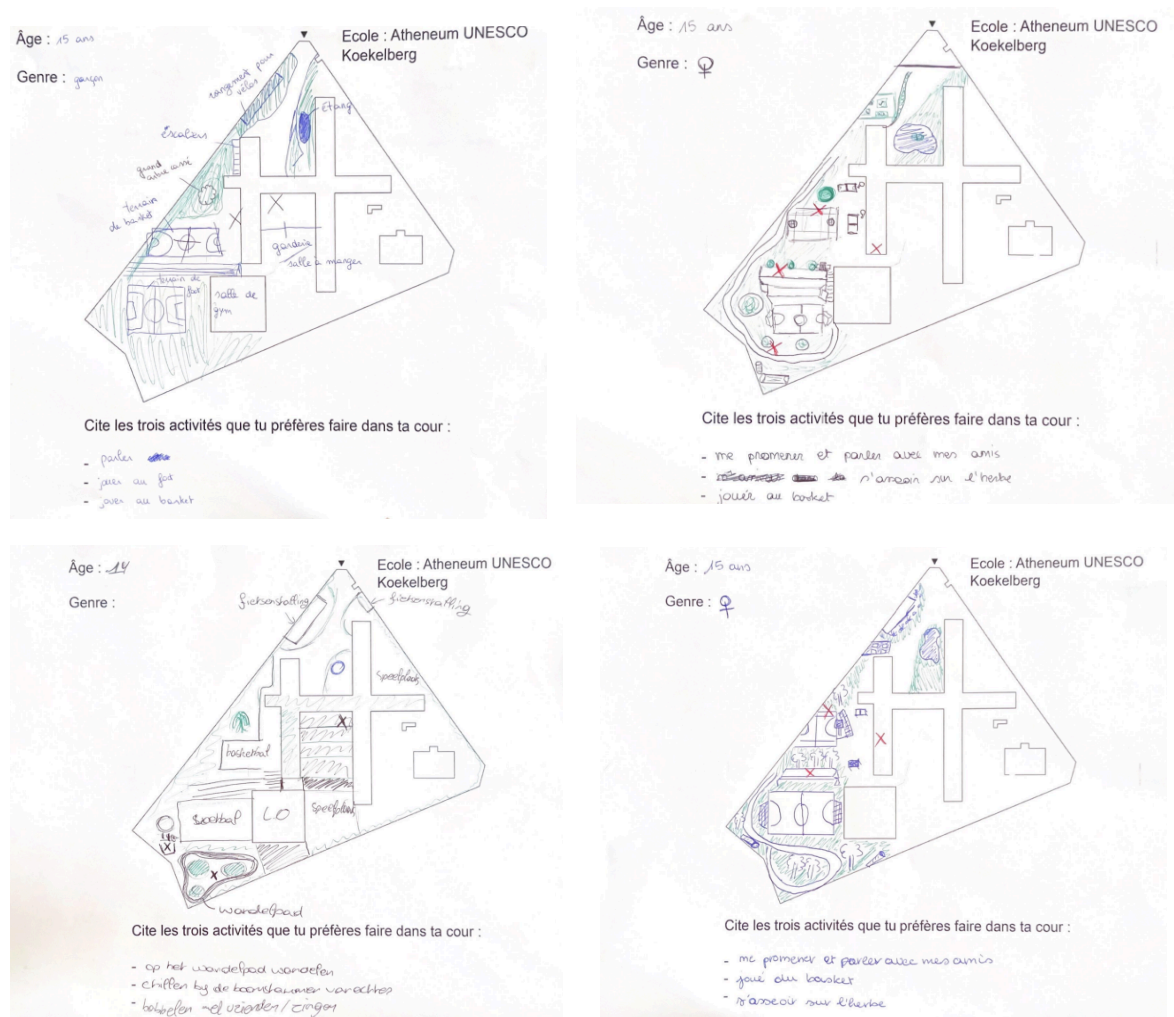 Âge : 15 ans
Ecole : Atheneum UNESCO
Koekelberg
Genre : garçon
rangement pour
vélos
Etang
éscaliers
grand
arbre
terrain
de basket
garderie
salle à manger
terrain de
foot
salle de
gym
Cite les trois activités que tu préfères faire dans ta cour :
- parler
- jouer au foot
- jouer au basket
Âge : 15 ans
Ecole : Atheneum UNESCO
Koekelberg
Genre : ♀
Cite les trois activités que tu préfères faire dans ta cour :
- me promener et parler avec mes amis
- s'assoir sur l'herbe
- jouer au basket
Âge : 14
Ecole : Atheneum UNESCO
Koekelberg
Genre :
fietsenstalling
fietsenstalling
speelplaats
basketbal
voetbal
LO
speelplaats
wandelpad
Cite les trois activités que tu préfères faire dans ta cour :
- op het wandelpad wandelen
- chillen bij de boomstammen vanachter
- babbelen met vrienden / zingen
Âge : 15 ans
Ecole : Atheneum UNESCO
Koekelberg
Genre : ♀
Cite les trois activités que tu préfères faire dans ta cour :
- me promener et parler avec mes amis
- joué au basket
- s'asseoir sur l'herbe